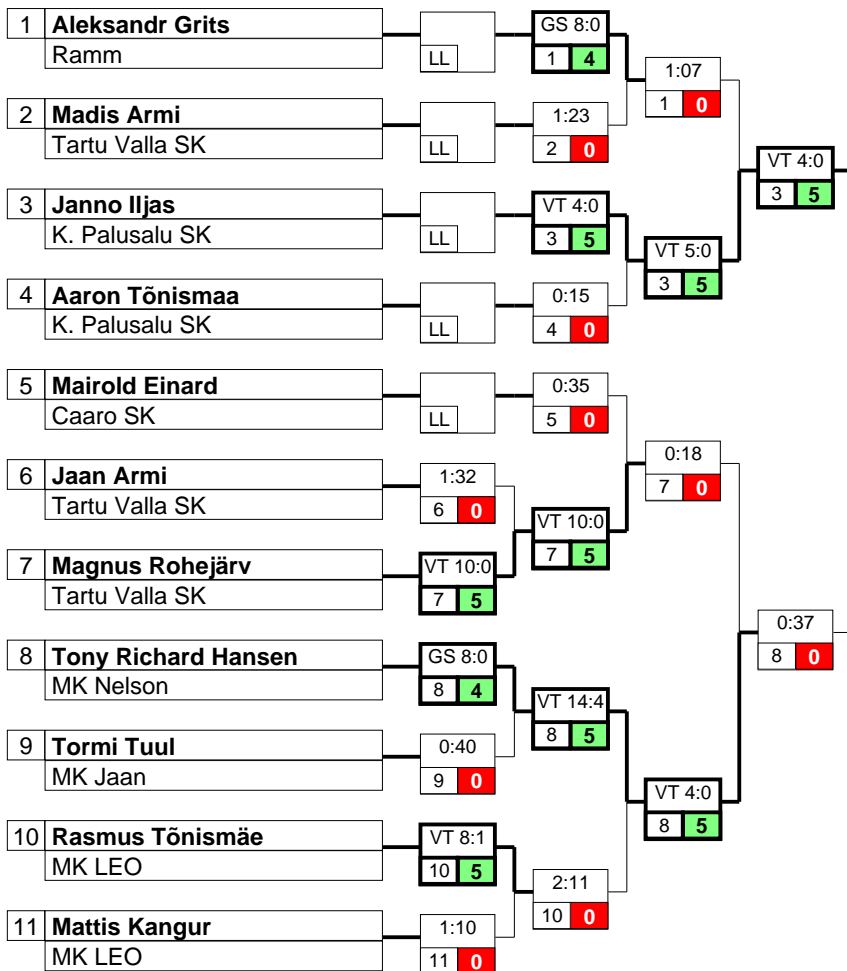 1 Aleksandr Grits
Ramm
LL
GS 8:0
1 4
1:07
1 0
2 Madis Armi
Tartu Valla SK
LL
1:23
2 0
VT 4:0
3 5
3 Janno Iljas
K. Palusalu SK
LL
VT 4:0
3 5
VT 5:0
3 5
4 Aaron Tõnismaa
K. Palusalu SK
LL
0:15
4 0
5 Mairold Einard
Caaro SK
LL
0:35
5 0
0:18
7 0
6 Jaan Armi
Tartu Valla SK
1:32
6 0
VT 10:0
7 5
7 Magnus Rohejärv
Tartu Valla SK
VT 10:0
7 5
0:37
8 0
8 Tony Richard Hansen
MK Nelson
GS 8:0
8 4
VT 14:4
8 5
9 Tormi Tuul
MK Jaan
0:40
9 0
VT 4:0
8 5
10 Rasmus Tõnismäe
MK LEO
VT 8:1
10 5
2:11
10 0
11 Mattis Kangur
MK LEO
1:10
11 0